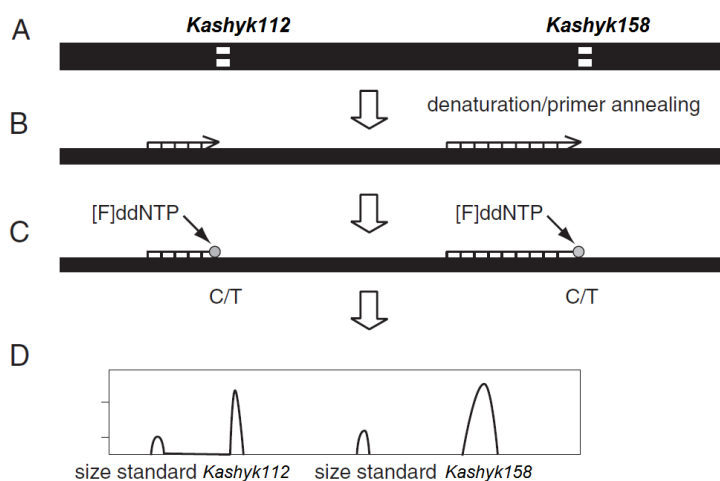 A
Kashyk112
Kashyk158
denaturation/primer annealing
B
[F]ddNTP
[F]ddNTP
C
C/T
C/T
D
size standard Kashyk112 size standard Kashyk158